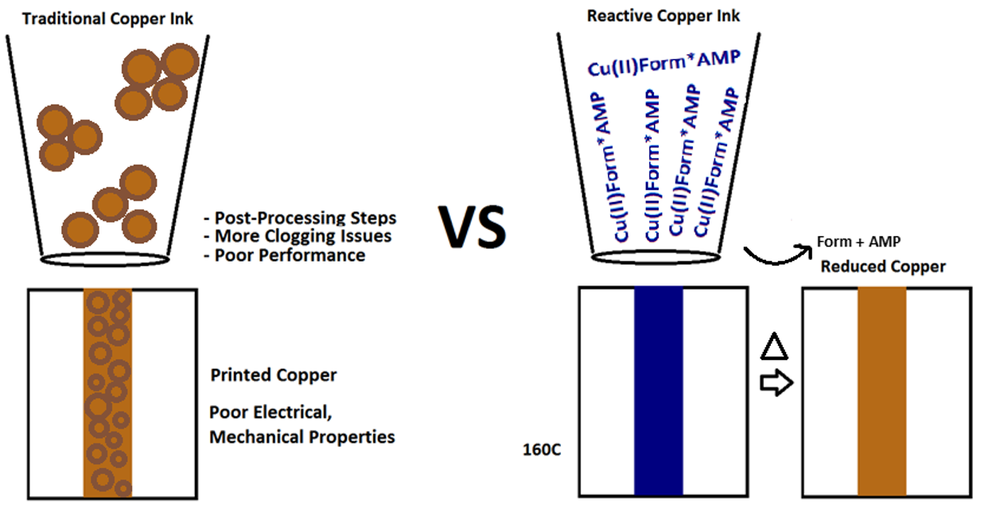 Traditional Copper Ink
- Post-Processing Steps
- More Clogging Issues
- Poor Performance
Printed Copper
Poor Electrical,
Mechanical Properties
VS
Reactive Copper Ink
Cu(II)Form*AMP
Cu(II)Form*AMP
Cu(II)Form*AMP
Cu(II)Form*AMP
Cu(II)Form*AMP
Form + AMP
Reduced Copper
160C